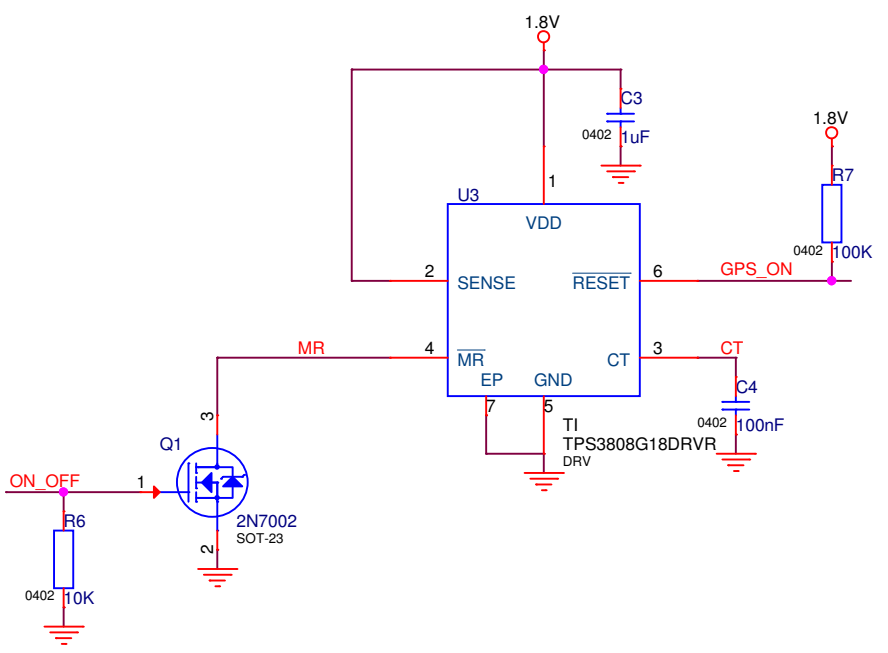 1.8V
C3
0402
1uF
1.8V
R7
0402
100K
U3
1
VDD
2
SENSE
RESET
6
GPS_ON
MR
4
MR
CT
3
CT
EP
GND
7
5
C4
0402
100nF
TI
TPS3808G18DRVR
DRV
3
Q1
ON_OFF
1
2N7002
SOT-23
2
R6
0402
10K